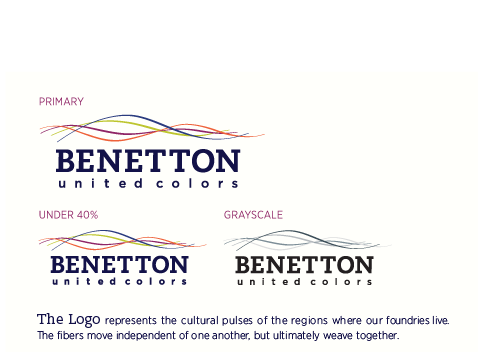 PRIMARY
BENETTON
united colors
UNDER 40%
GRAYSCALE
BENETTON
united colors
BENETTON
united colors
The Logo represents the cultural pulses of the regions where our foundries live.
The fibers move independent of one another, but ultimately weave together.